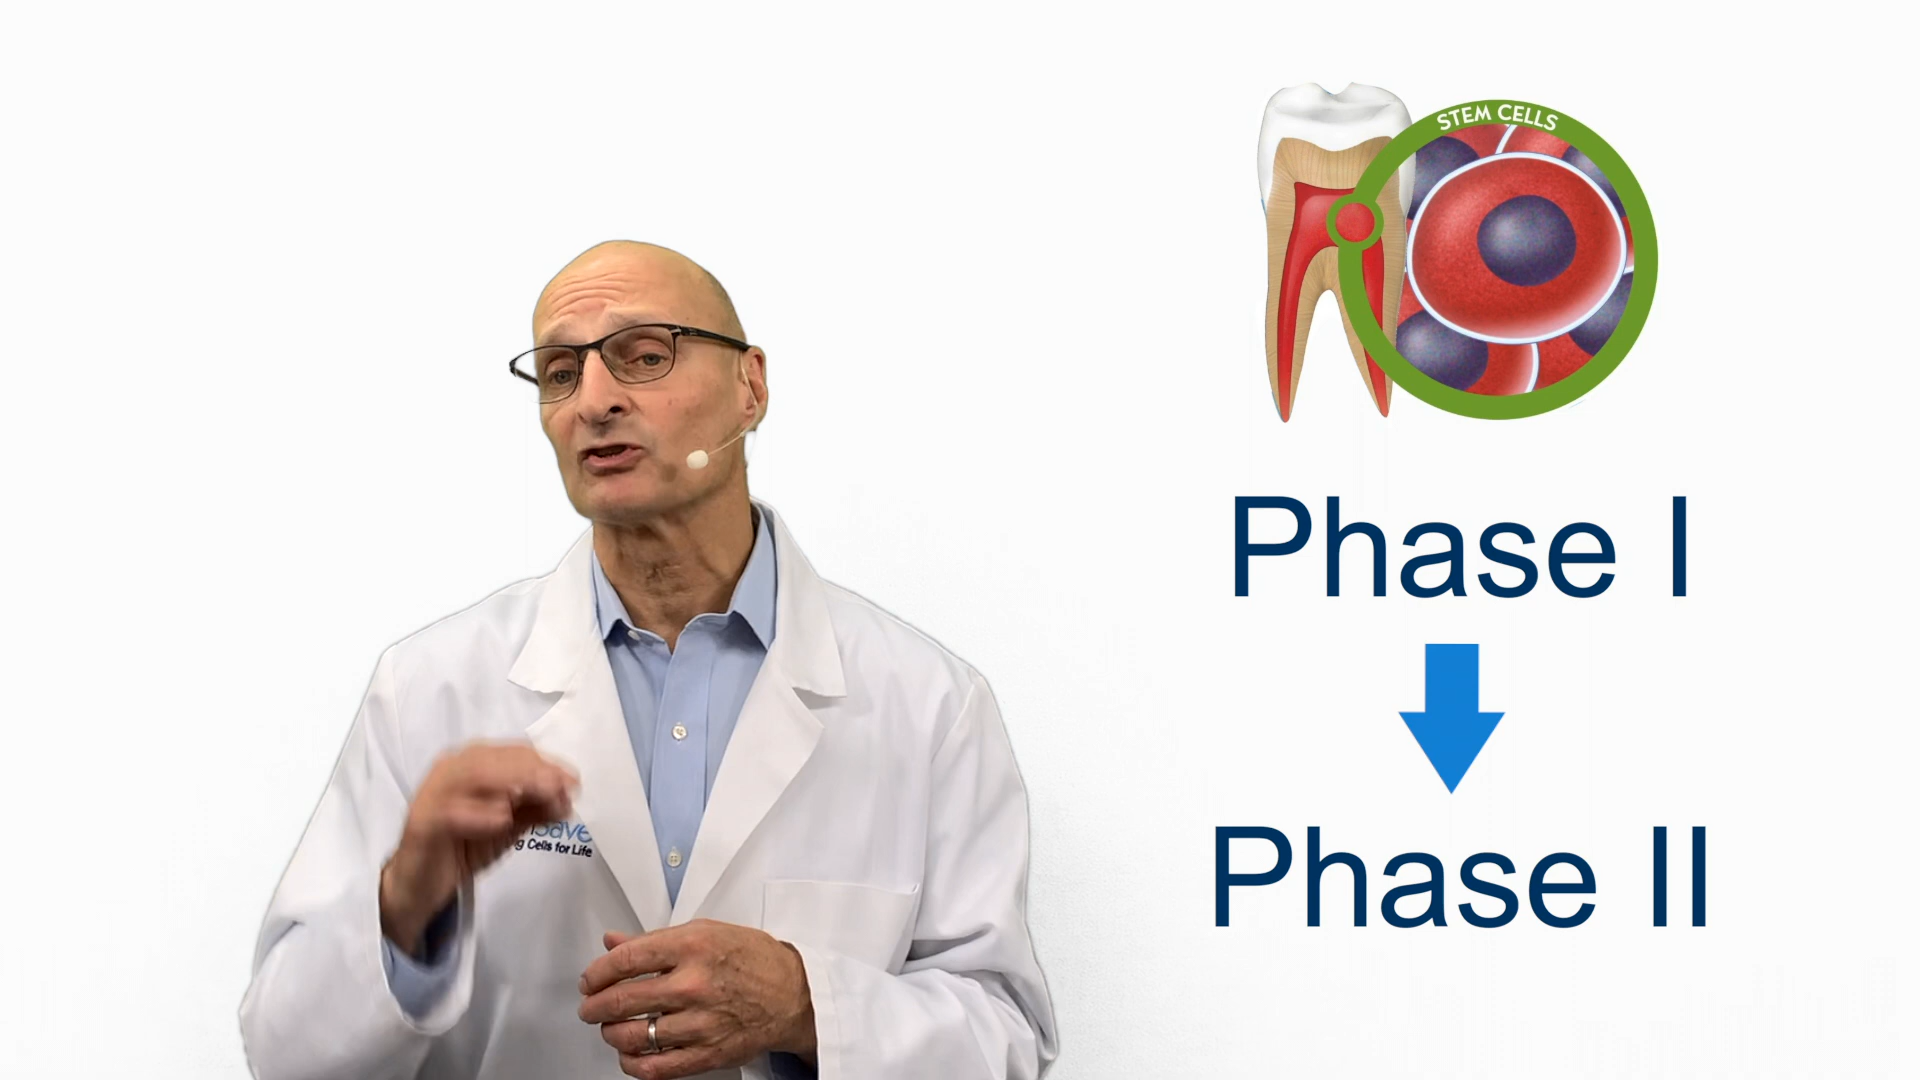 STEM CELLS
Phase I
Phase II
Cells for Life